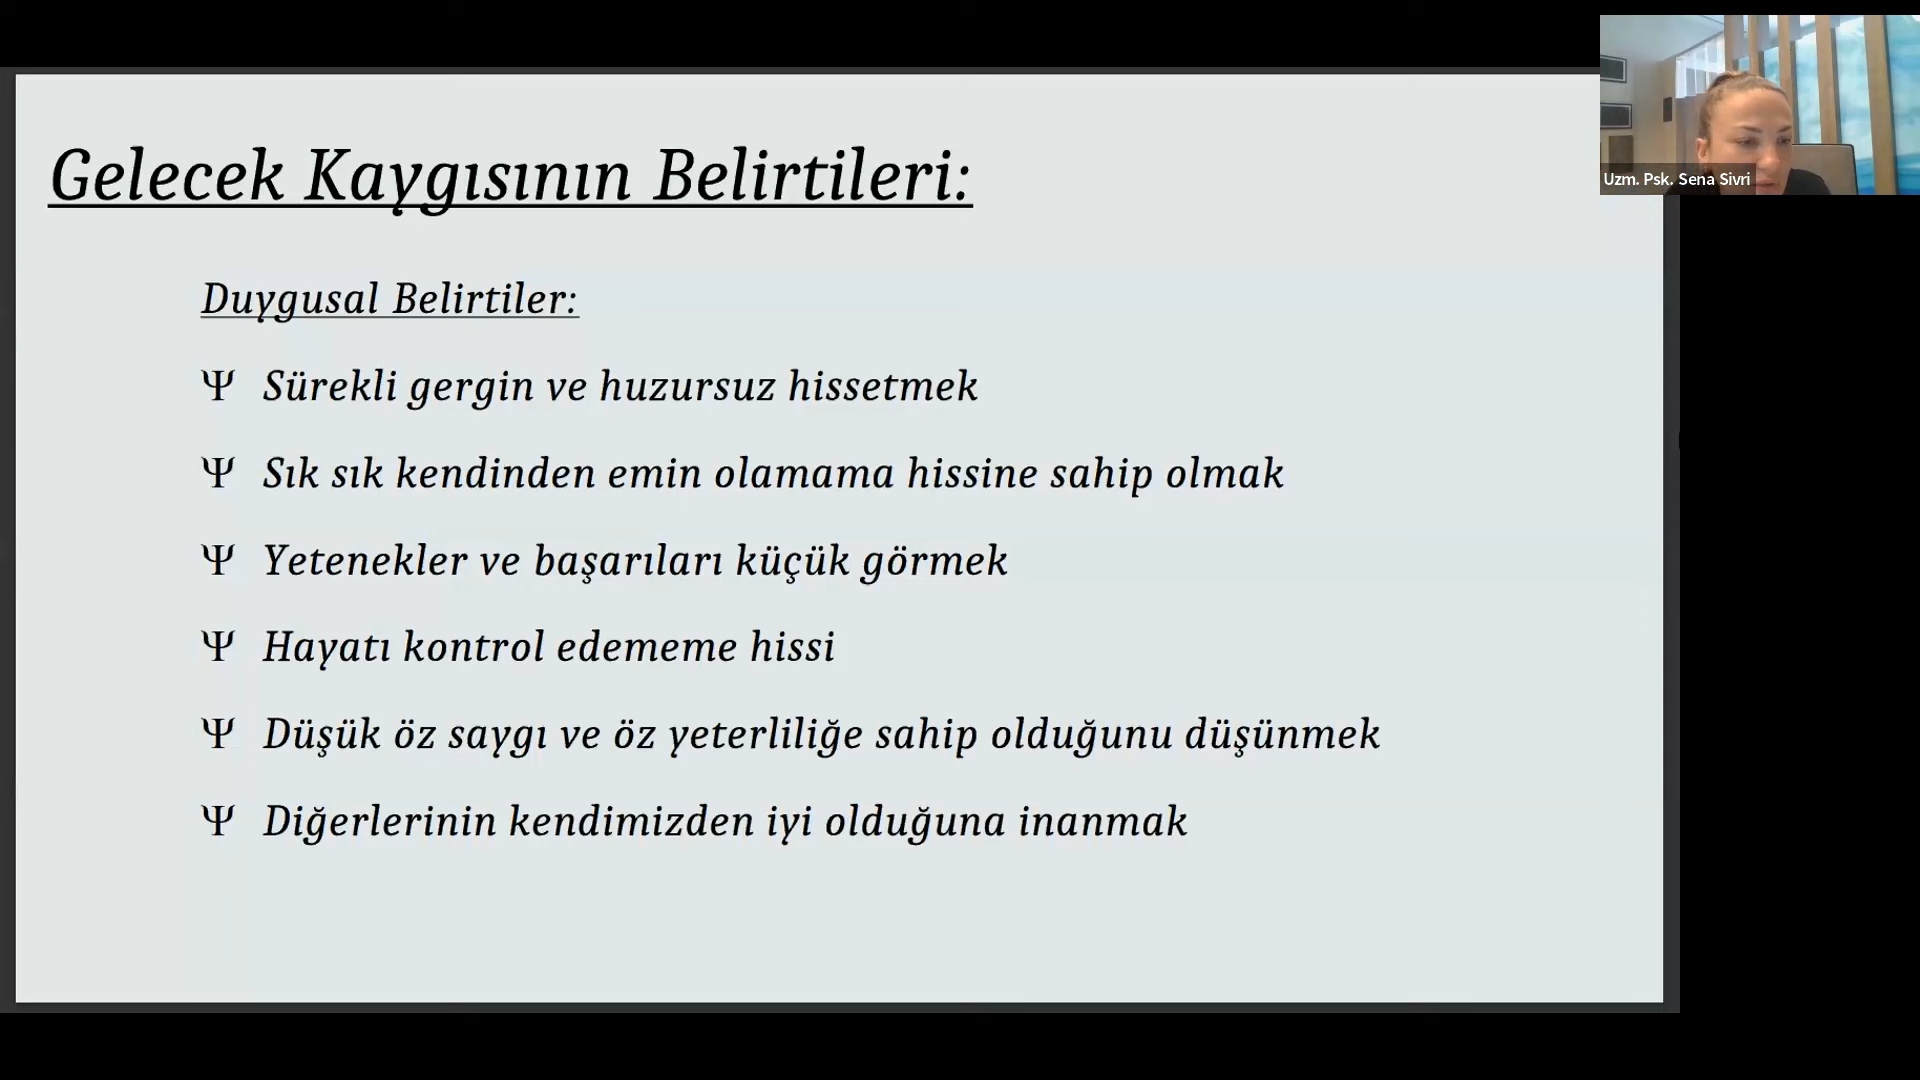 Gelecek Kaygısının Belirtileri:
Duygusal Belirtiler:
Ψ Sürekli gergin ve huzursuz hissetmek
Ψ Sık sık kendinden emin olamama hissine sahip olmak
Ψ Yetenekler ve başarıları küçük görmek
Ψ Hayatı kontrol edememe hissi
Ψ Düşük öz saygı ve öz yeterliliğe sahip olduğunu düşünmek
Ψ Diğerlerinin kendimizden iyi olduğuna inanmak
Uzm. Psk. Sena Sivri